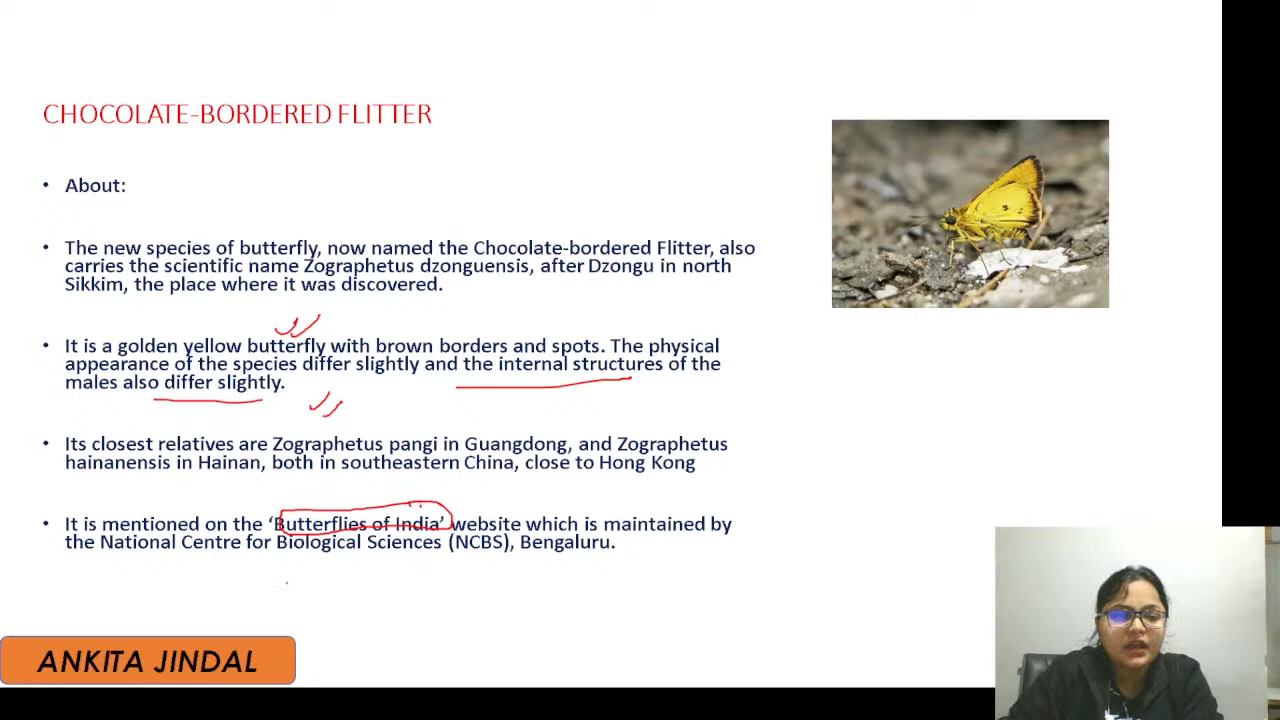 CHOCOLATE-BORDERED FLITTER
• About:
• The new species of butterfly, now named the Chocolate-bordered Flitter, also
carries the scientific name Zographetus dzonguensis, after Dzongu in north
Sikkim, the place where it was discovered.
• It is a golden yellow butterfly with brown borders and spots. The physical
appearance of the species differ slightly and the internal structures of the
males also differ slightly.
• Its closest relatives are Zographetus pangi in Guangdong, and Zographetus
hainanensis in Hainan, both in southeastern China, close to Hong Kong
• It is mentioned on the ‘Butterflies of India’ website which is maintained by
the National Centre for Biological Sciences (NCBS), Bengaluru.
ANKITA JINDAL